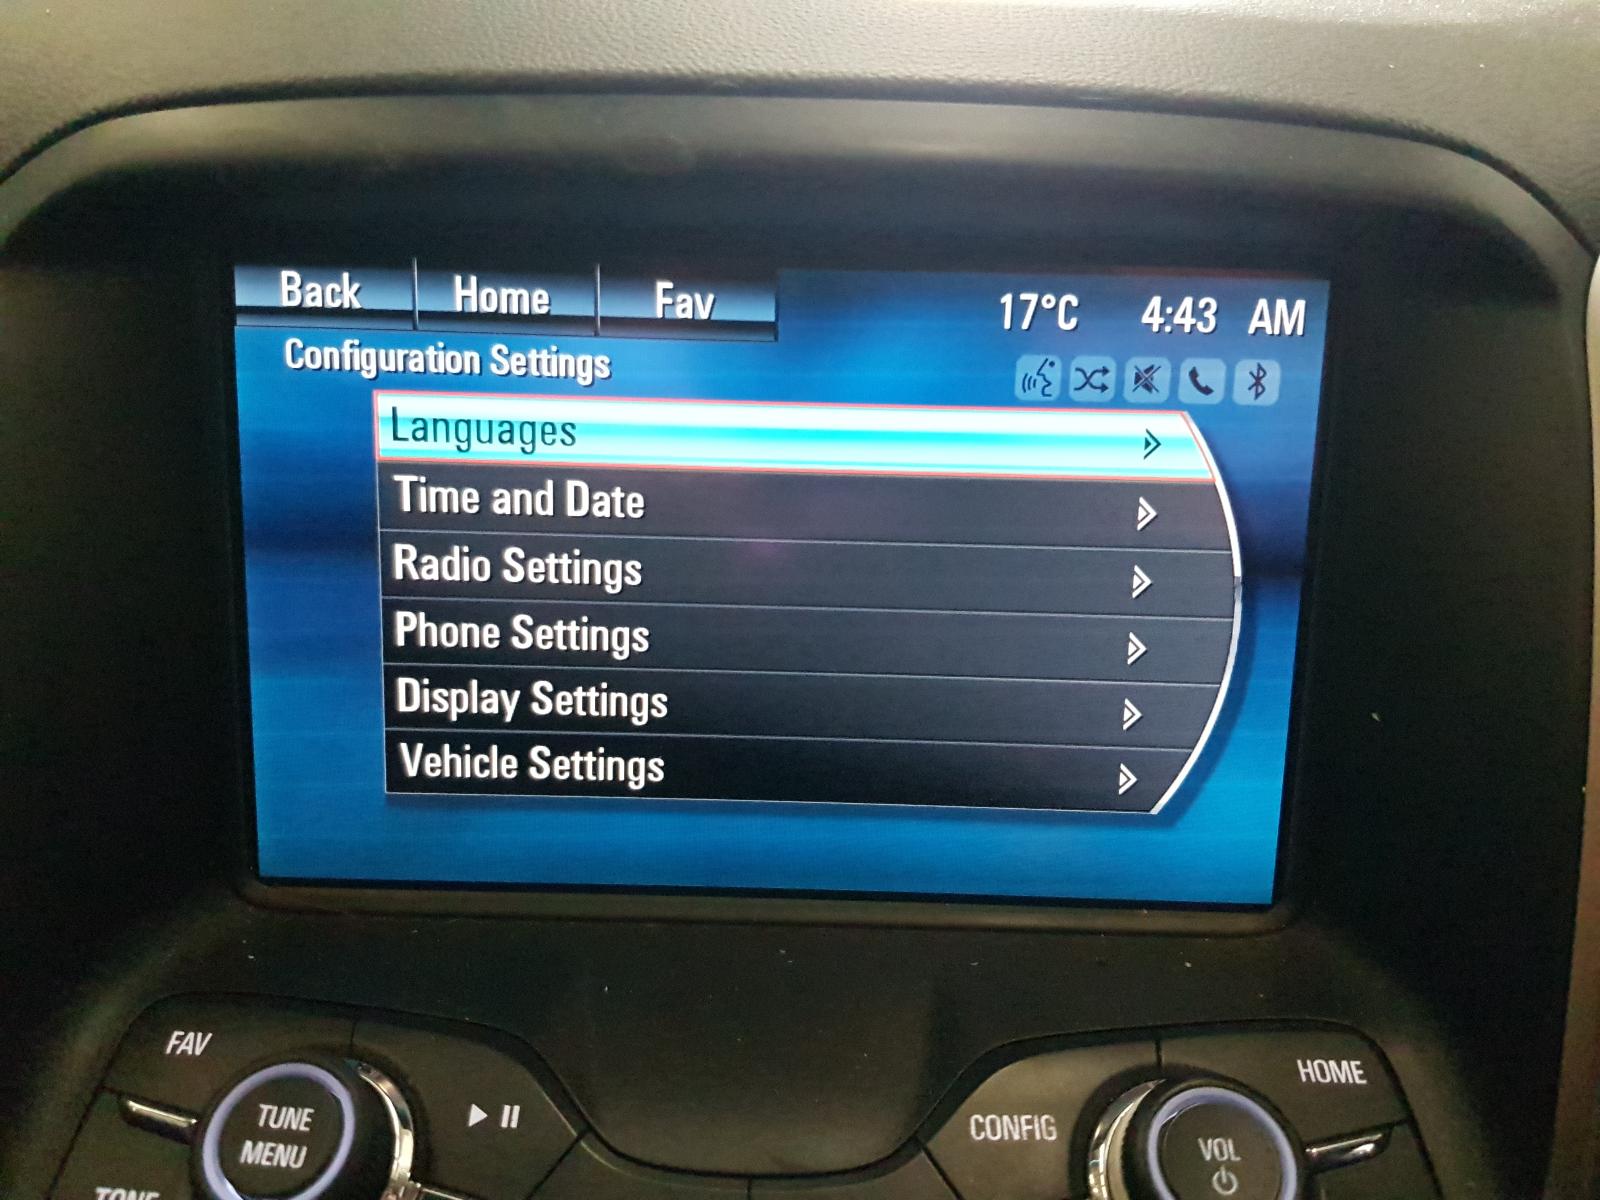 Back Home Fav 17°C 4:43 AM
Configuration Settings
Languages
Time and Date
Radio Settings
Phone Settings
Display Settings
Vehicle Settings
FAV
TUNE
MENU
TONE
HOME
CONFIG
VOL